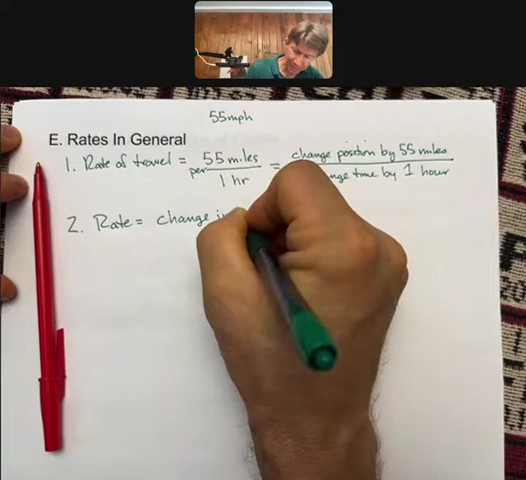 55mph
E. Rates In General
1. Rate of travel = 55 miles / per 1 hr = change position by 55 miles / change time by 1 hour
2. Rate = change